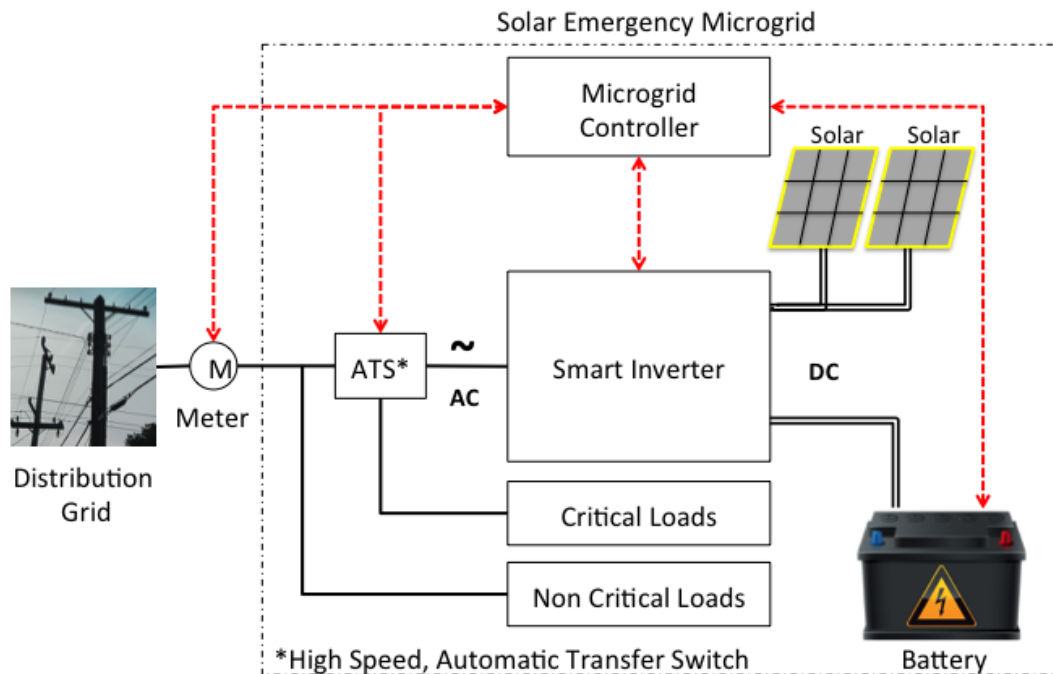 Solar Emergency Microgrid
Microgrid
Controller
Solar
Solar
M
Meter
ATS*
~
AC
Smart Inverter
DC
Distribution
Grid
Critical Loads
Non Critical Loads
*High Speed, Automatic Transfer Switch
Battery